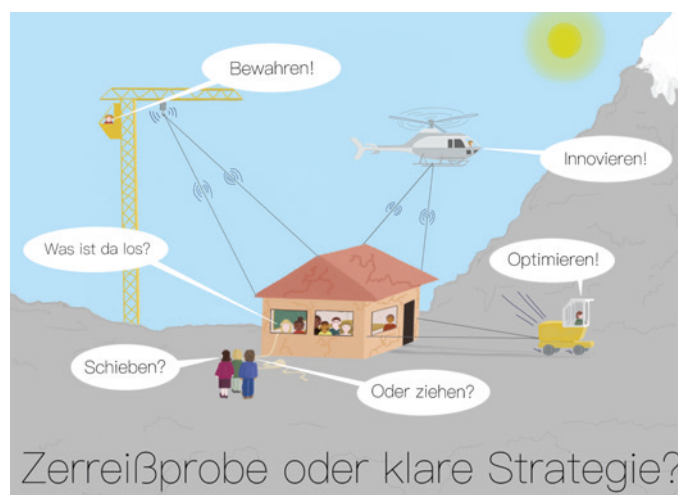 Bewahren!
Innovieren!
Was ist da los?
Optimieren!
Schieben?
Oder ziehen?
Zerreißprobe oder klare Strategie?